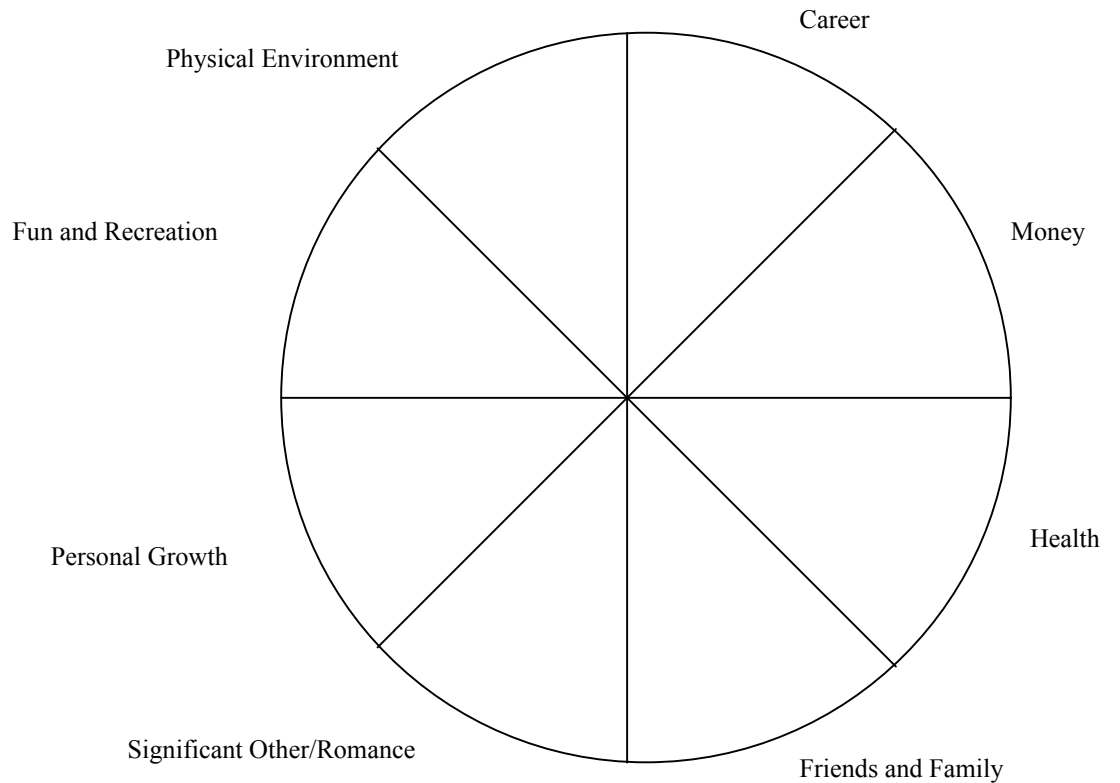 Career
Physical Environment
Fun and Recreation
Money
Health
Personal Growth
Significant Other/Romance
Friends and Family